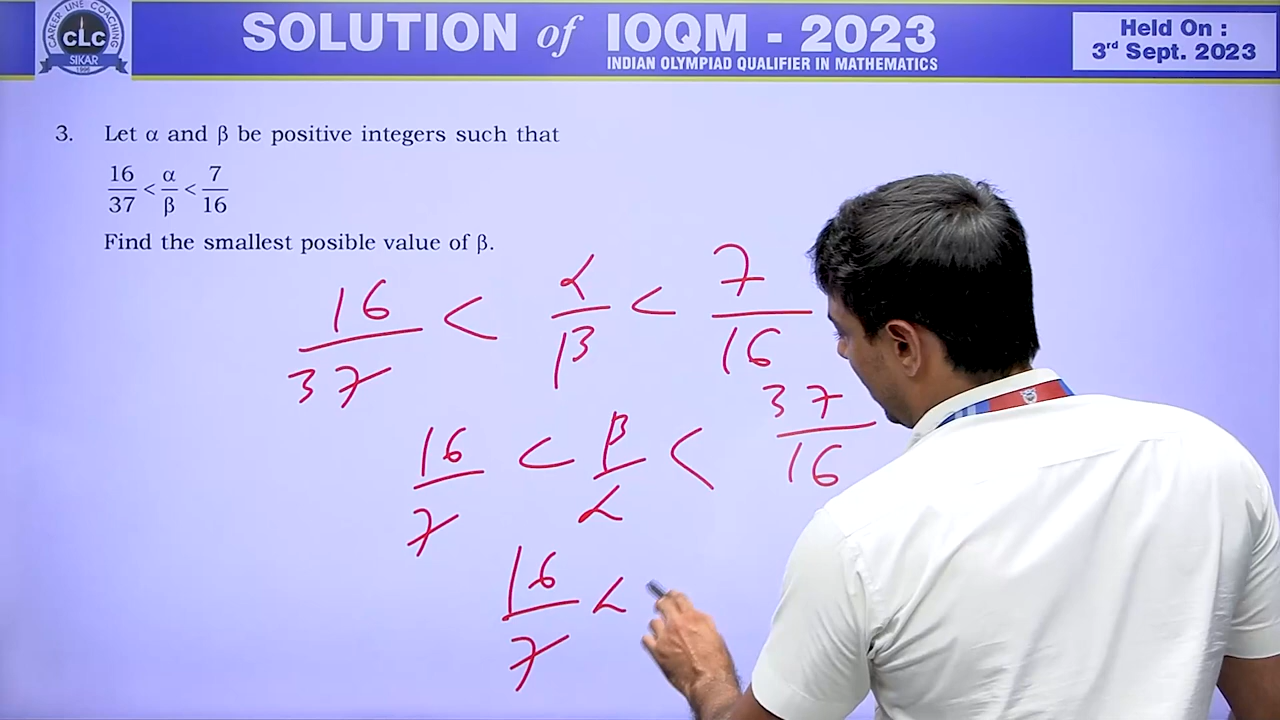 CAREER LINE COACHING
CLC
SIKAR
1996
SOLUTION of IOQM - 2023
INDIAN OLYMPIAD QUALIFIER IN MATHEMATICS
Held On :
3rd Sept. 2023
3. Let α and β be positive integers such that
16/37 < α/β < 7/16
Find the smallest posible value of β.
16/37 < α/β < 7/16
16/7 < β/α < 37/16
16/7 <